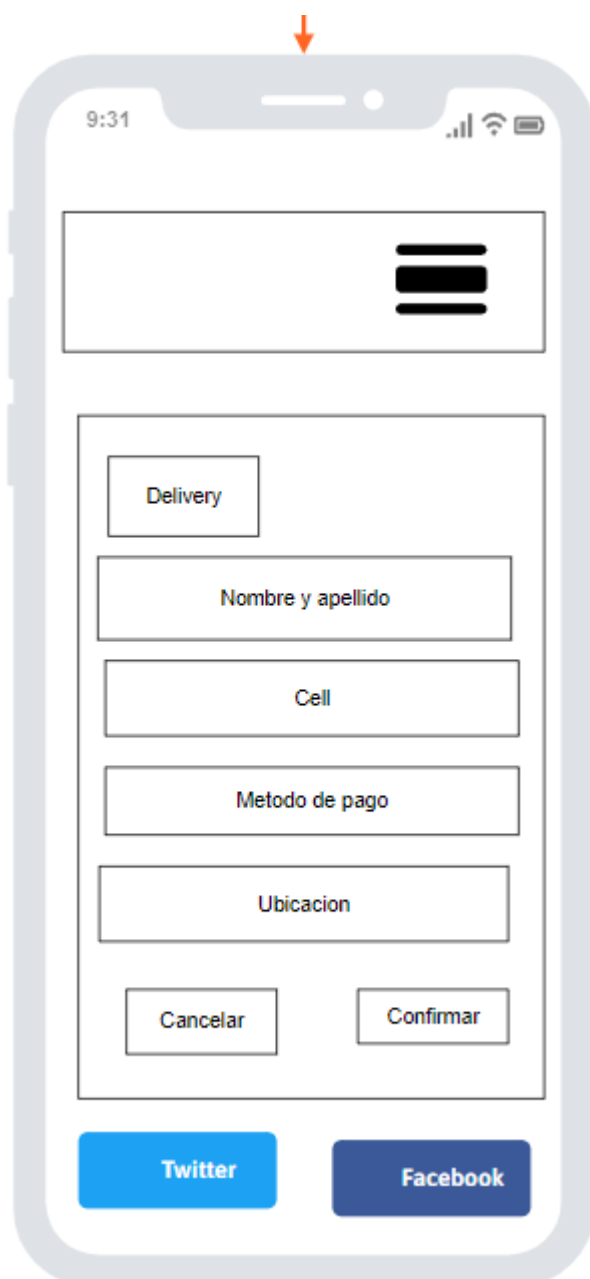 9:31
Delivery
Nombre y apellido
Cell
Metodo de pago
Ubicacion
Cancelar
Confirmar
Twitter
Facebook